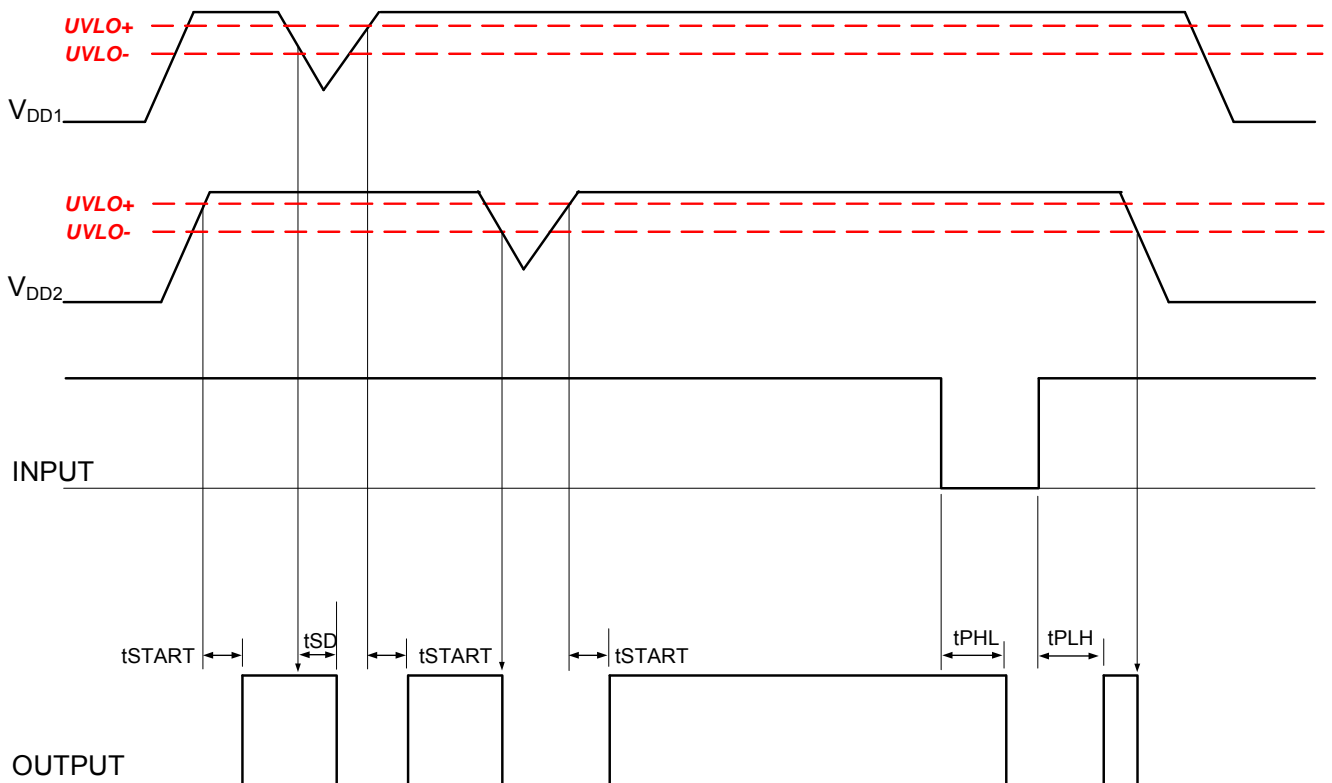 UVLO+
UVLO-
VDD1
UVLO+
UVLO-
VDD2
INPUT
tSTART
tSD
tSTART
tSTART
tPHL
tPLH
OUTPUT